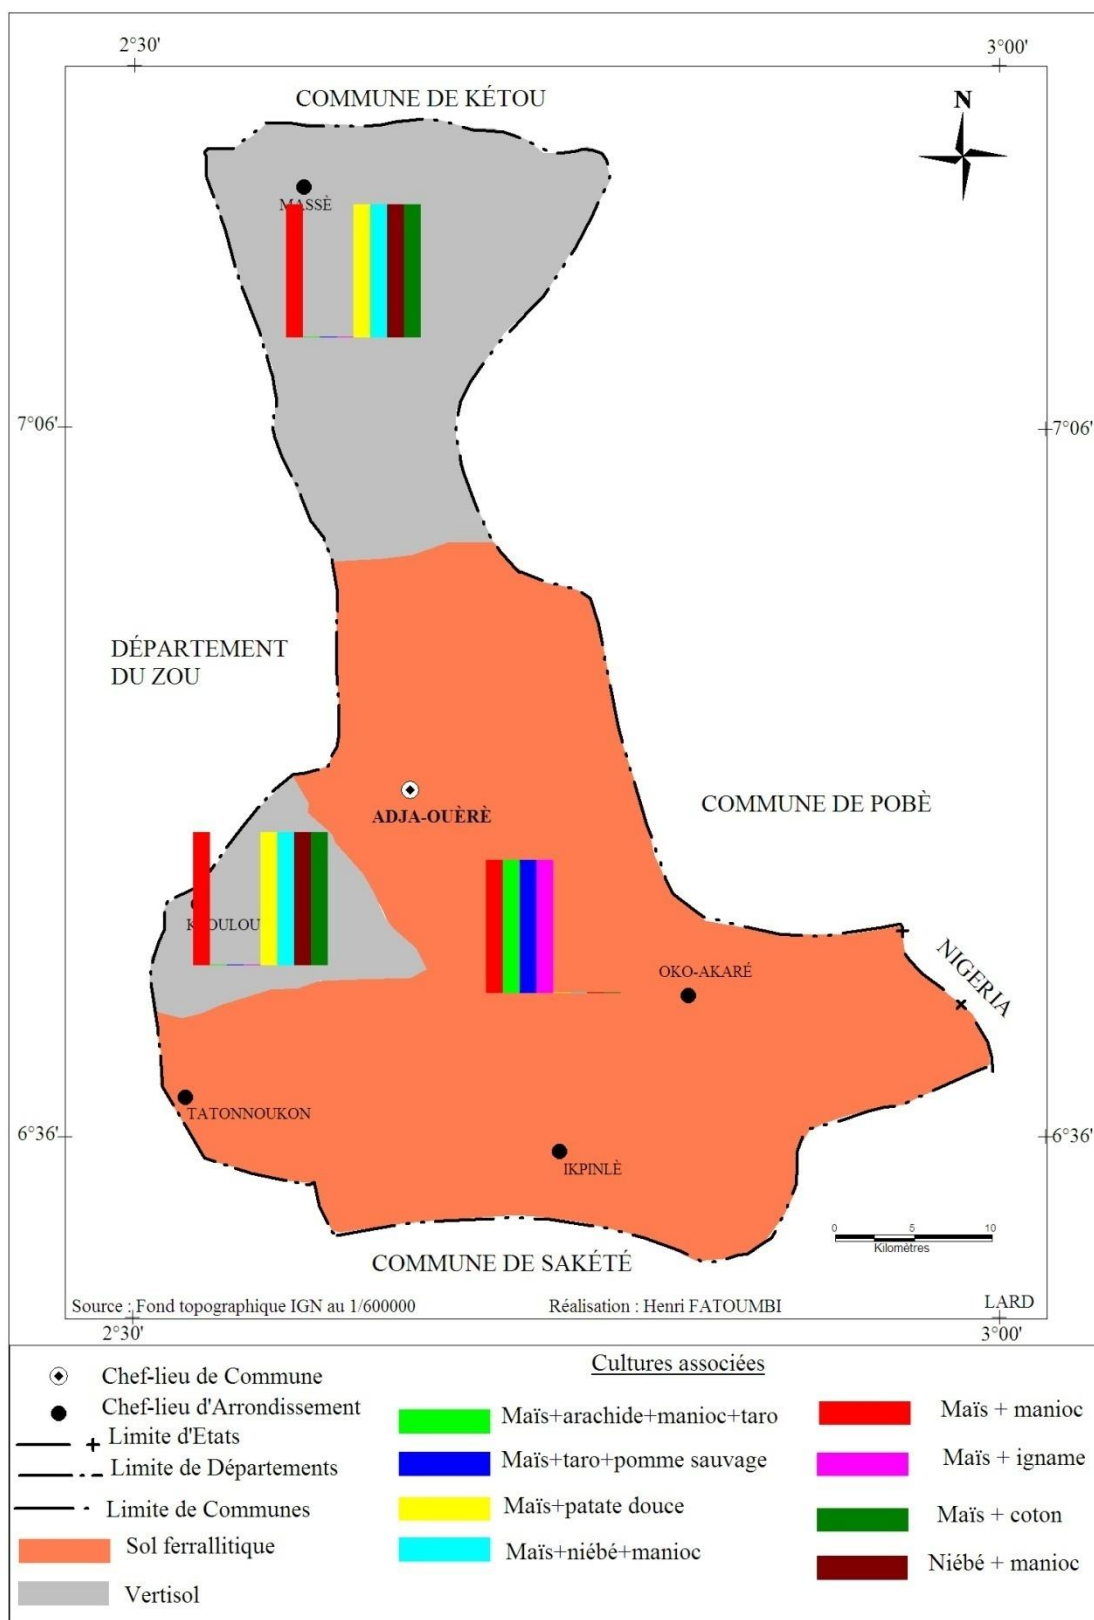 2°30'
3°00'
COMMUNE DE KÉTOU
N
MASSÈ
7°06'
7°06'
DÉPARTEMENT
DU ZOU
COMMUNE DE POBÈ
ADJA-OUÈRÈ
NIGERIA
OKO-AKARÉ
TATONNOUKON
6°36'
6°36'
IKPINLÈ
0 5 10
Kilomètres
COMMUNE DE SAKÉTÉ
Source : Fond topographique IGN au 1/600000
Réalisation : Henri FATOUMBI
LARD
2°30'
3°00'
Chef-lieu de Commune
Chef-lieu d'Arrondissement
Limite d'Etats
Limite de Départements
Limite de Communes
Sol ferrallitique
Vertisol
Cultures associées
Maïs+arachide+manioc+taro
Maïs+taro+pomme sauvage
Maïs+patate douce
Maïs+niébé+manioc
Maïs + manioc
Maïs + igname
Maïs + coton
Niébé + manioc